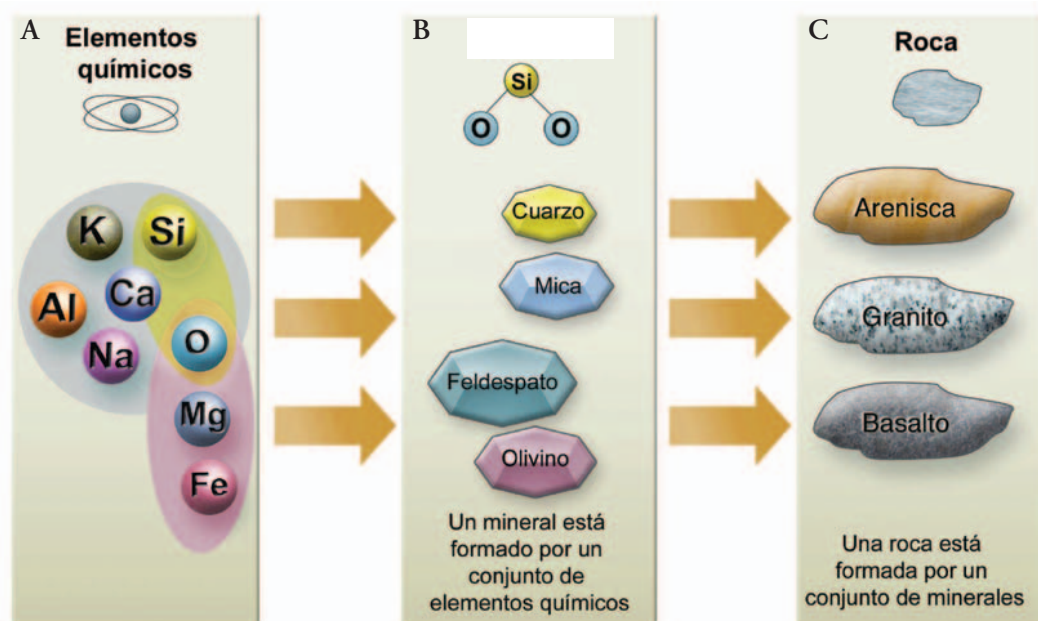 A
Elementos
químicos
K
Si
Ca
Al
Na
O
Mg
Fe
B
Si
O O
Cuarzo
Mica
Feldespato
Olivino
Un mineral está
formado por un
conjunto de
elementos químicos
C
Roca
Arenisca
Granito
Basalto
Una roca está
formada por un
conjunto de minerales